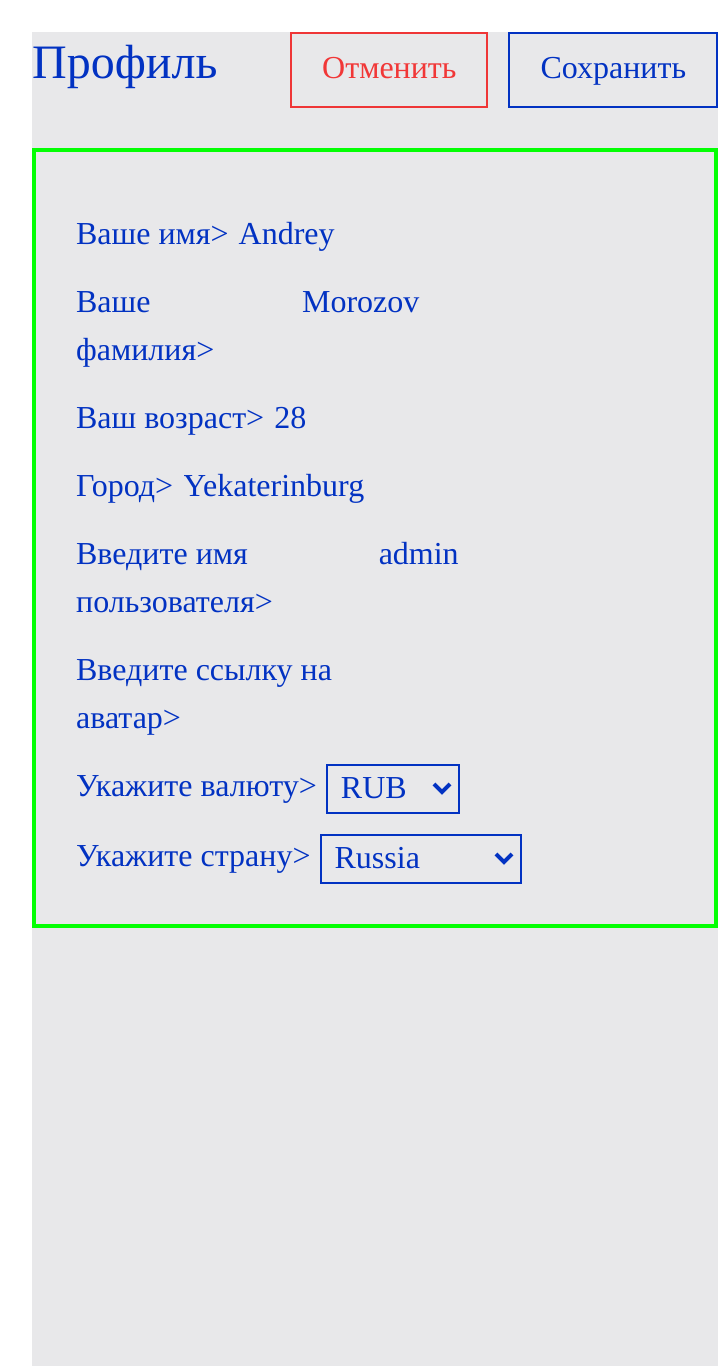 Профиль Отменить Сохранить
Ваше имя> Andrey
Ваше Morozov
фамилия>
Ваш возраст> 28
Город> Yekaterinburg
Введите имя admin
пользователя>
Введите ссылку на
аватар>
Укажите валюту> RUB
Укажите страну> Russia